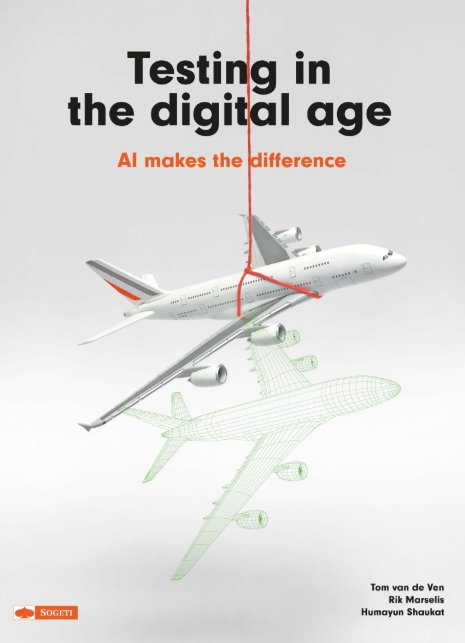 Testing in
the digital age
AI makes the difference
Tom van de Ven
Rik Marselis
Humayun Shaukat
SOGETI